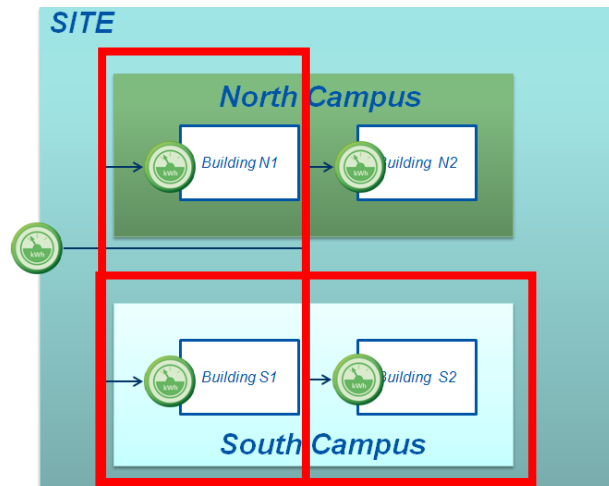 SITE
North Campus
kWh
Building N1
kWh
Building N2
kWh
kWh
Building S1
kWh
Building S2
South Campus